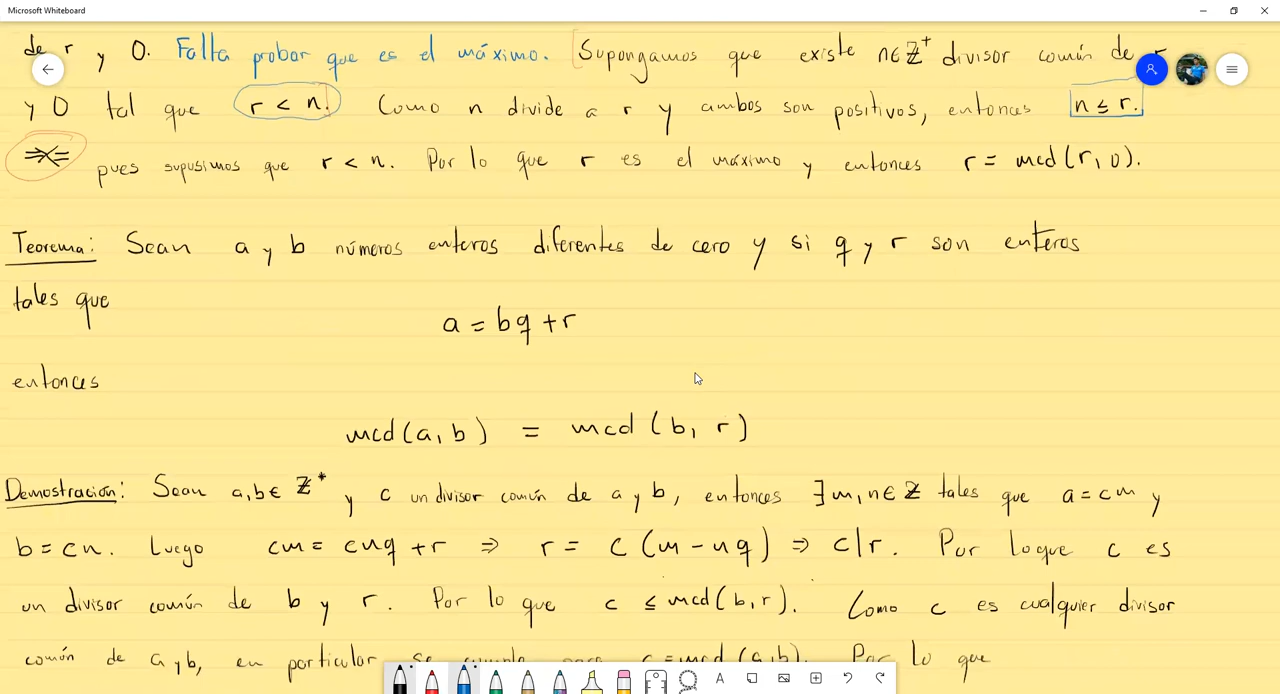 Microsoft Whiteboard
de r y 0. Falta probar que es el máximo. [Supongamos que existe n∈ℤ⁺ divisor común de r
y 0 tal que r < n. Como n divide a r y ambos son positivos, entonces n ≤ r.
⇒⇐ pues supusimos que r < n. Por lo que r es el máximo y entonces r = mcd(r, 0).
Teorema: Sean a y b números enteros diferentes de cero y si q y r son enteros
tales que
a = bq + r
entonces
mcd(a, b) = mcd(b, r)
Demostración: Sean a,b∈ ℤ* y c un divisor común de a y b, entonces ∃m,n∈ℤ tales que a = cm y
b = cn. Luego cm = cnq + r ⇒ r = c(m - nq) ⇒ c|r. Por lo que c es
un divisor común de b y r. Por lo que c ≤ mcd(b,r). Como c es cualquier divisor
común de a y b, en particular mcd(a,b). Por lo que